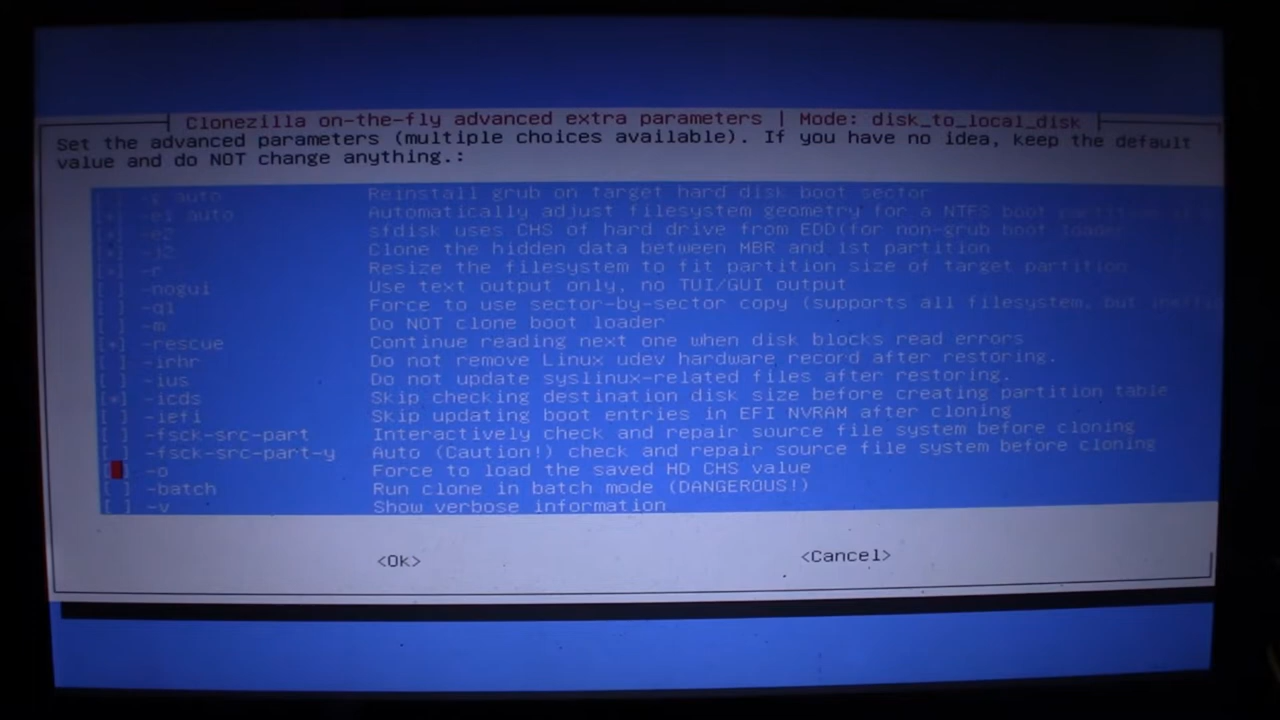 Clonezilla on-the-fly advanced extra parameters | Mode: disk_to_local_disk
Set the advanced parameters (multiple choices available). If you have no idea, keep the default
value and do NOT change anything.:
[ ] -g auto Reinstall grub on target hard disk boot sector
[*] -e1 auto Automatically adjust filesystem geometry for a NTFS boot partition
[*] -e2 sfdisk uses CHS of hard drive from EDD(for non-grub boot loader
[*] -j2 Clone the hidden data between MBR and 1st partition
[*] -r Resize the filesystem to fit partition size of target partition
[ ] -nogui Use text output only, no TUI/GUI output
[ ] -q1 Force to use sector-by-sector copy (supports all filesystem, but
[ ] -m Do NOT clone boot loader
[*] -rescue Continue reading next one when disk blocks read errors
[ ] -irhr Do not remove Linux udev hardware record after restoring.
[ ] -ius Do not update syslinux-related files after restoring.
[*] -icds Skip checking destination disk size before creating partition table
[ ] -iefi Skip updating boot entries in EFI NVRAM after cloning
[ ] -fsck-src-part Interactively check and repair source file system before cloning
[ ] -fsck-src-part-y Auto (Caution!) check and repair source file system before cloning
[ ] -o Force to load the saved HD CHS value
[ ] -batch Run clone in batch mode (DANGEROUS!)
[ ] -v Show verbose information
<Ok> <Cancel>